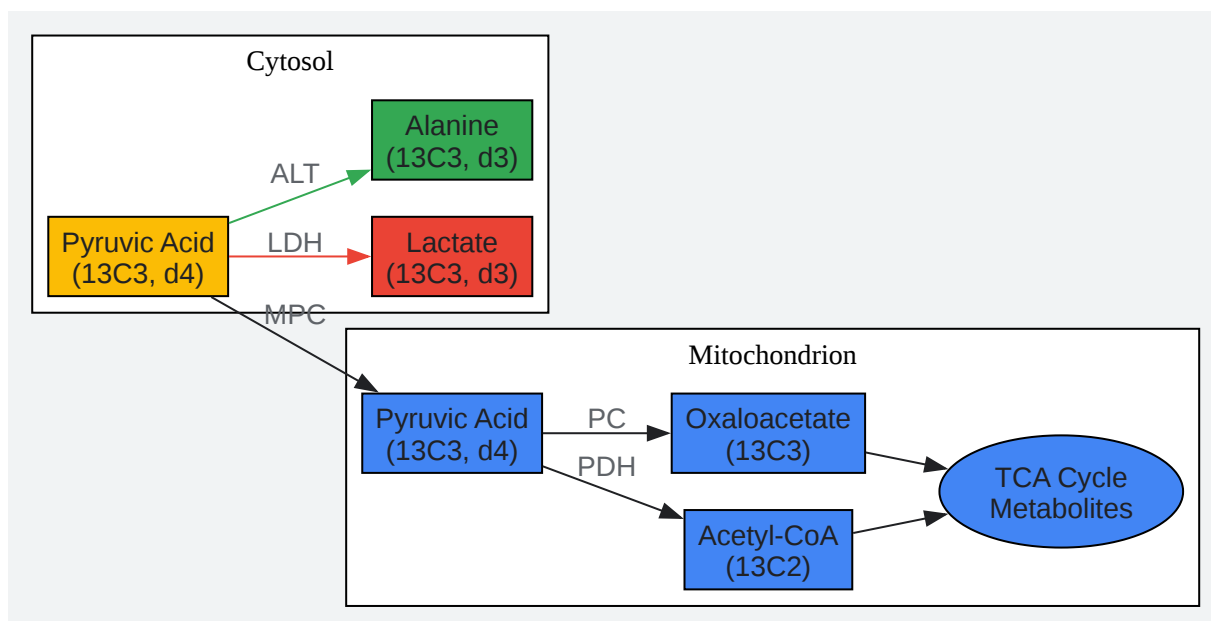 Cytosol
Alanine
(13C3, d3)
ALT
Pyruvic Acid
(13C3, d4)
LDH
Lactate
(13C3, d3)
MPC
Mitochondrion
Pyruvic Acid
(13C3, d4)
PC
Oxaloacetate
(13C3)
PDH
Acetyl-CoA
(13C2)
TCA Cycle
Metabolites